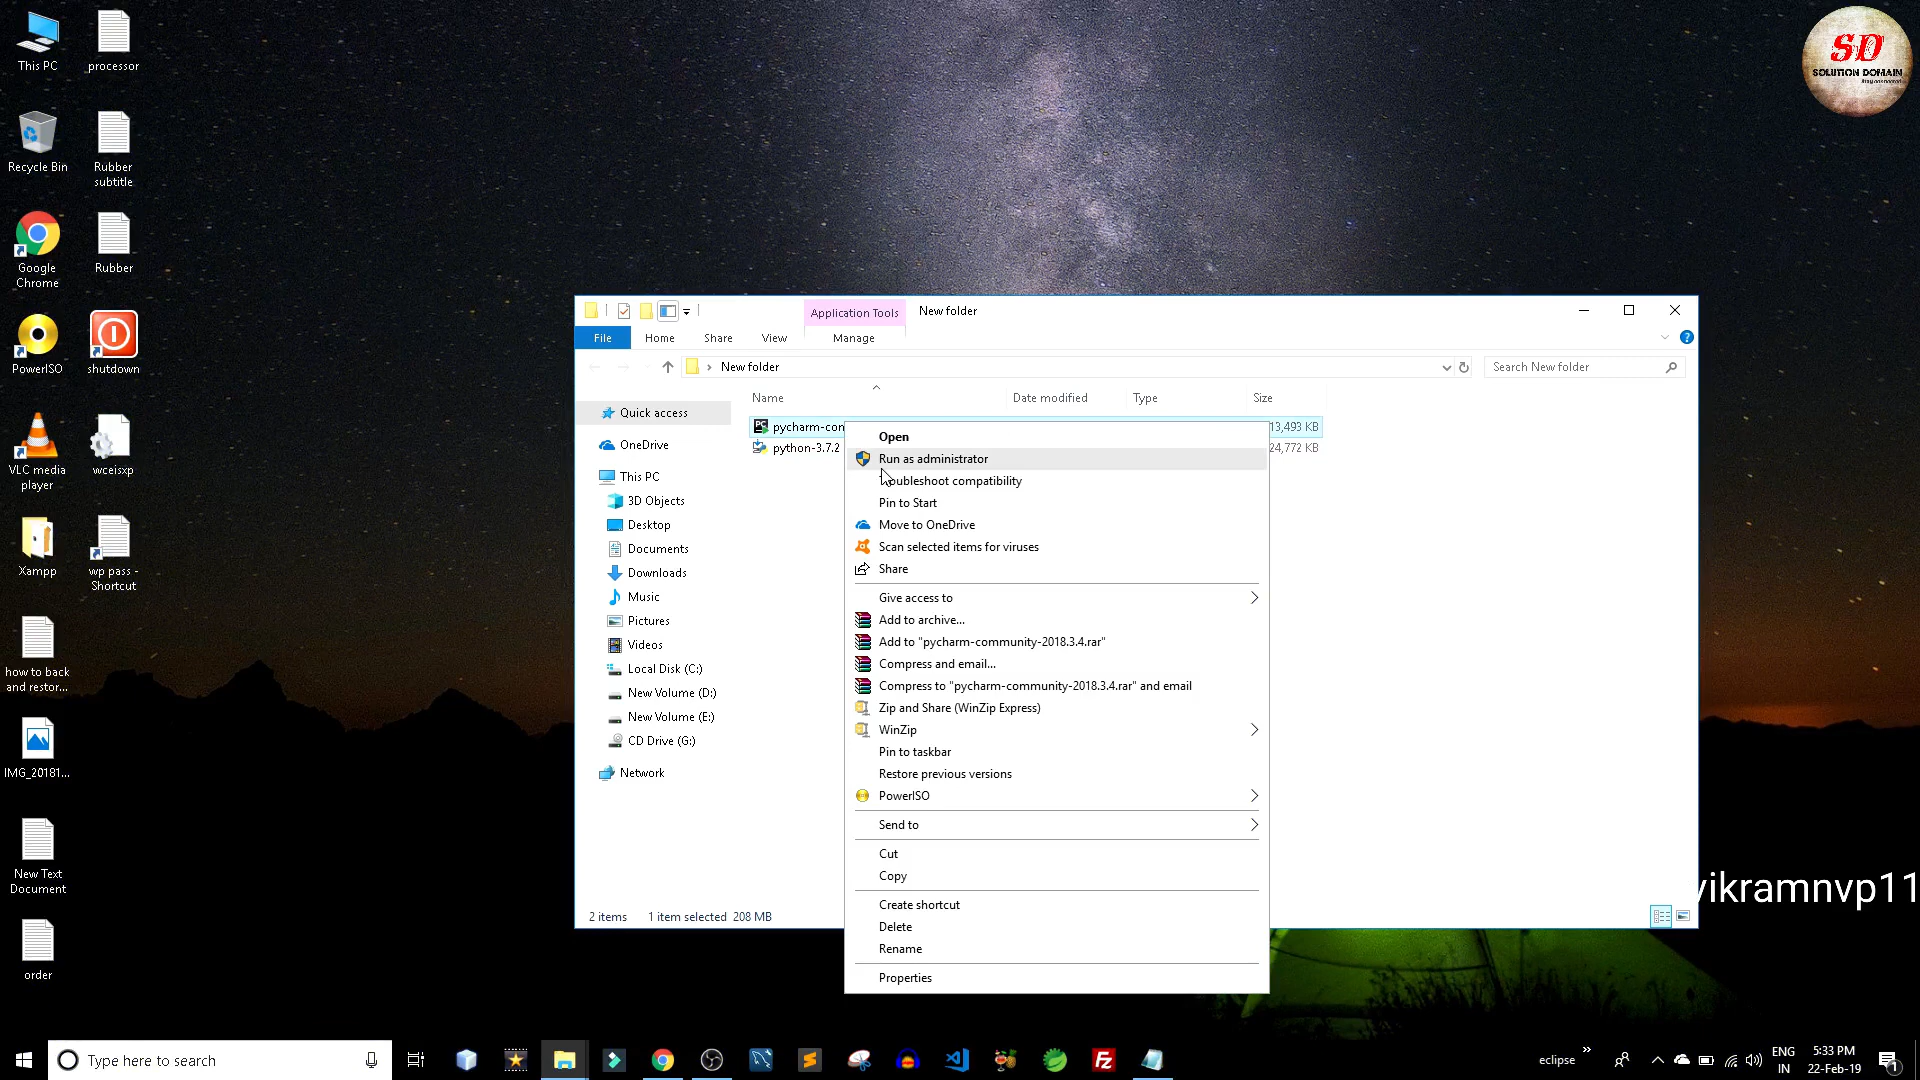 This PC
processor
Recycle Bin
Rubber
subtitle
Google
Chrome
Rubber
PowerISO
shutdown
VLC media
player
wceisxp
Xampp
wp pass -
Shortcut
how to back
and restor...
IMG_20181...
New Text
Document
order
SD
SOLUTION DOMAIN
Application Tools
New folder
File
Home
Share
View
Manage
New folder
Search New folder
Name
Date modified
Type
Size
Quick access
OneDrive
This PC
3D Objects
Desktop
Documents
Downloads
Music
Pictures
Videos
Local Disk (C:)
New Volume (D:)
New Volume (E:)
CD Drive (G:)
Network
pycharm-con
13,493 KB
python-3.7.2
24,772 KB
Open
Run as administrator
oubleshoot compatibility
Pin to Start
Move to OneDrive
Scan selected items for viruses
Share
Give access to
Add to archive...
Add to "pycharm-community-2018.3.4.rar"
Compress and email...
Compress to "pycharm-community-2018.3.4.rar" and email
Zip and Share (WinZip Express)
WinZip
Pin to taskbar
Restore previous versions
PowerISO
Send to
Cut
Copy
Create shortcut
Delete
Rename
Properties
2 items
1 item selected 208 MB
vikramnvp11
Type here to search
eclipse
ENG
IN
5:33 PM
22-Feb-19
1